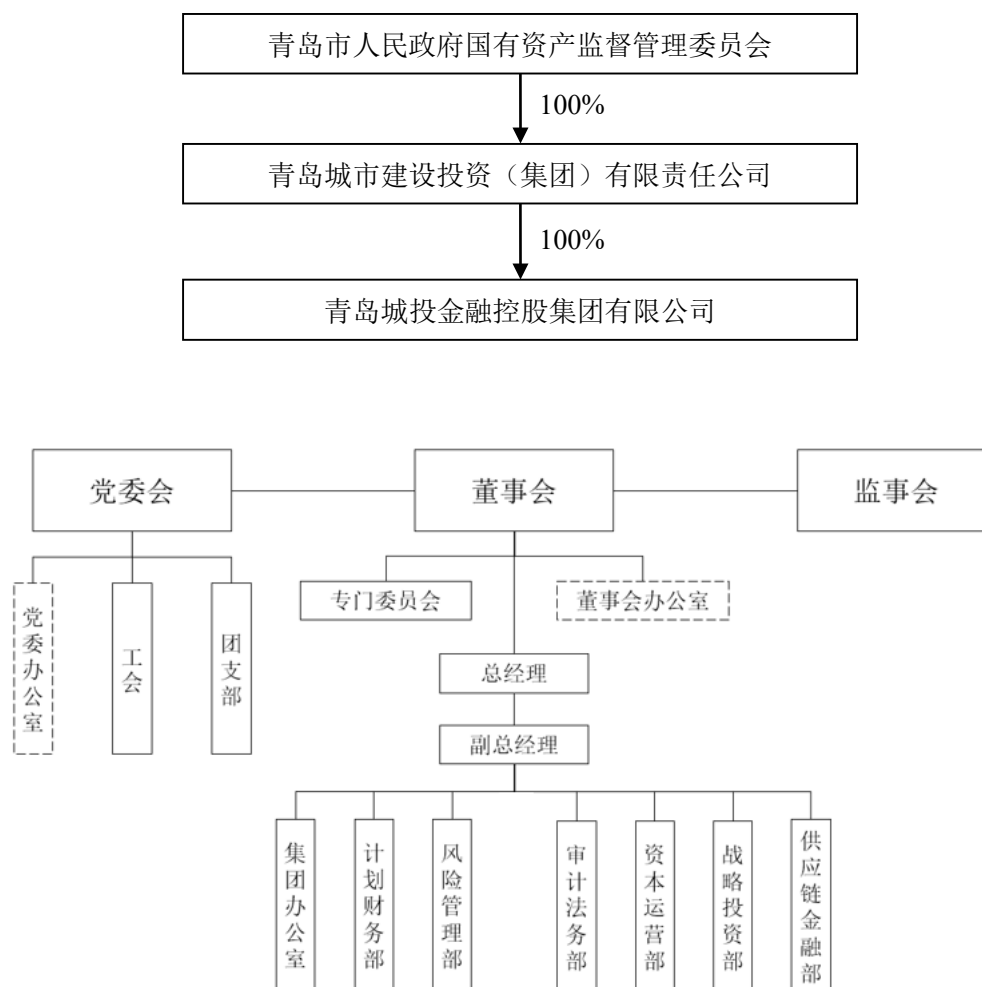 青岛市人民政府国有资产监督管理委员会
100%
青岛城市建设投资（集团）有限责任公司
100%
青岛城投金融控股集团有限公司
党委会
董事会
监事会
专门委员会
董事会办公室
党委办公室
工会
团支部
总经理
副总经理
集团办公室
计划财务部
风险管理部
审计法务部
资本运营部
战略投资部
供应链金融部